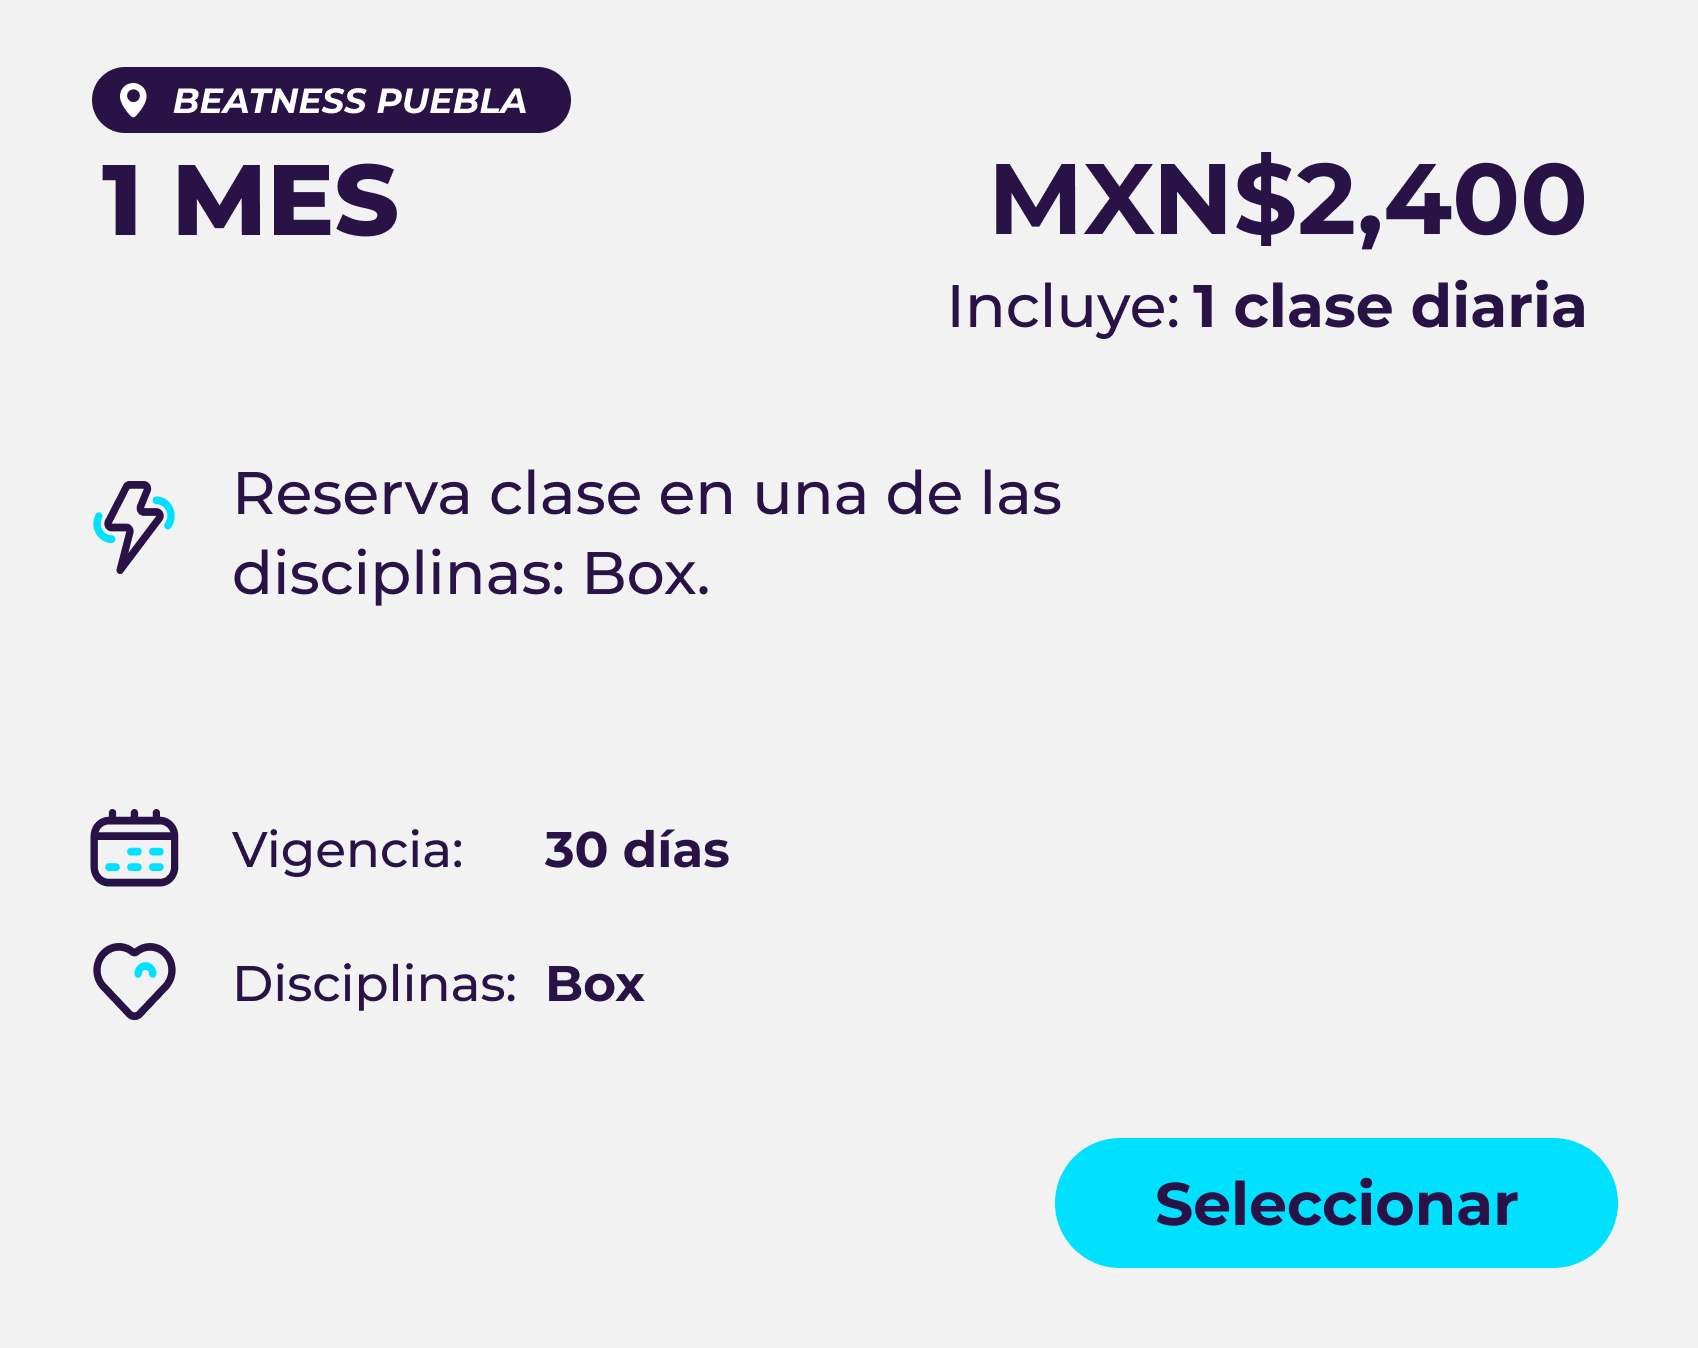 BEATNESS PUEBLA
1 MES
MXN$2,400
Incluye: 1 clase diaria
Reserva clase en una de las
disciplinas: Box.
Vigencia: 30 días
Disciplinas: Box
Seleccionar